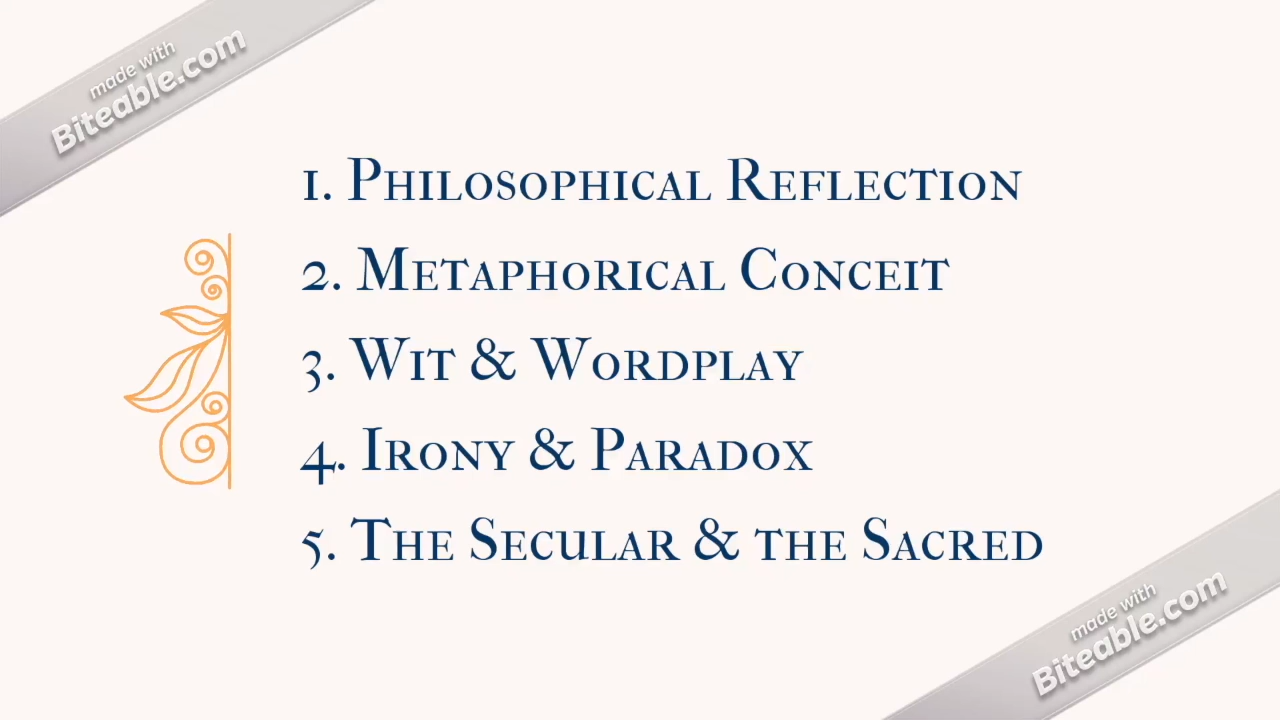 made with
Biteable.com
1. Philosophical Reflection
2. Metaphorical Conceit
3. Wit & Wordplay
4. Irony & Paradox
5. The Secular & the Sacred
made with
Biteable.com